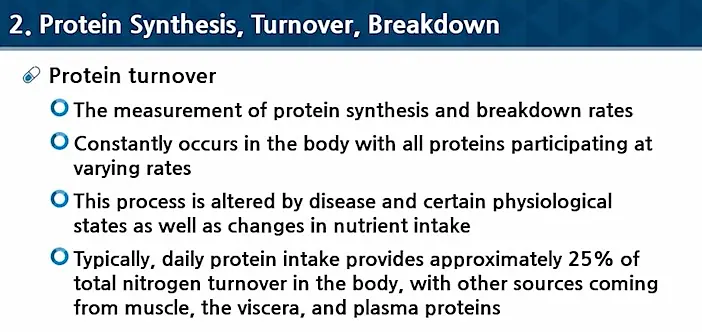 2. Protein Synthesis, Turnover, Breakdown
Protein turnover
The measurement of protein synthesis and breakdown rates
Constantly occurs in the body with all proteins participating at
varying rates
This process is altered by disease and certain physiological
states as well as changes in nutrient intake
Typically, daily protein intake provides approximately 25% of
total nitrogen turnover in the body, with other sources coming
from muscle, the viscera, and plasma proteins